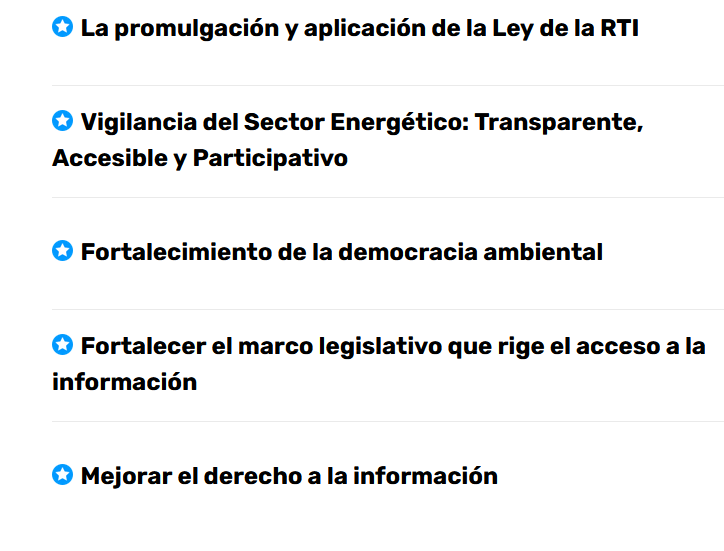 La promulgación y aplicación de la Ley de la RTI
Vigilancia del Sector Energético: Transparente,
Accesible y Participativo
Fortalecimiento de la democracia ambiental
Fortalecer el marco legislativo que rige el acceso a la
información
Mejorar el derecho a la información